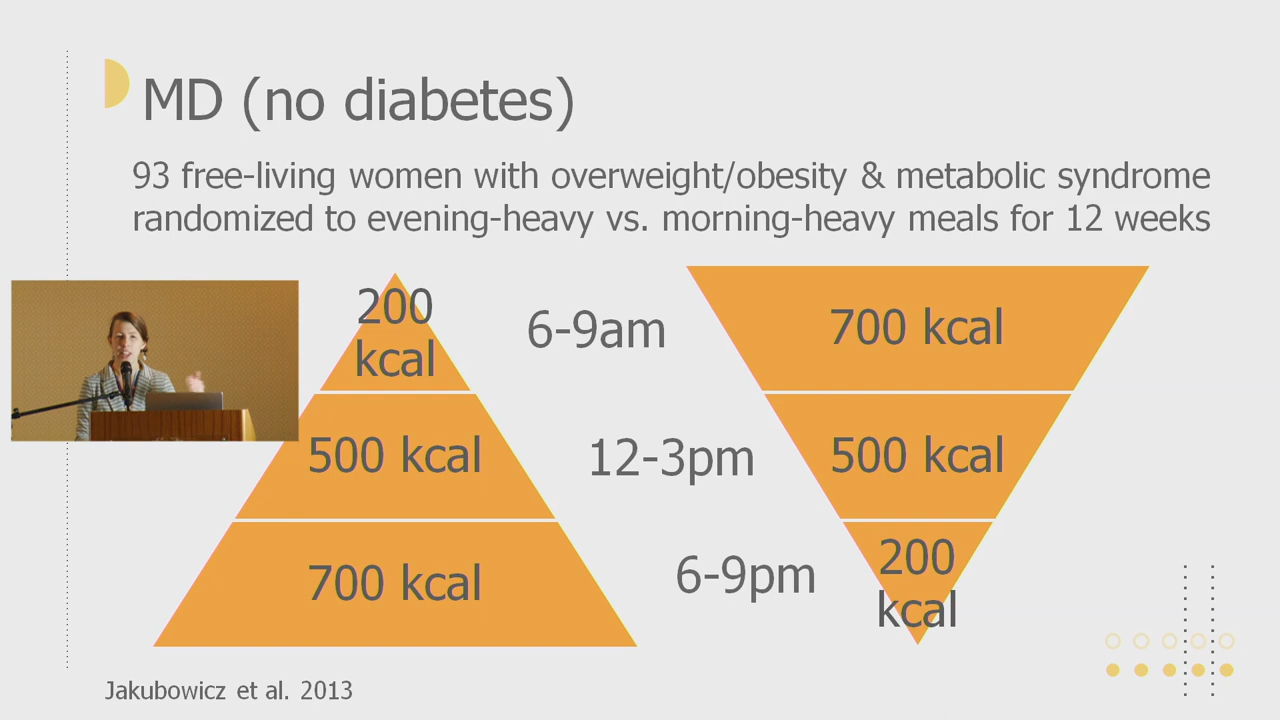 MD (no diabetes)
93 free-living women with overweight/obesity & metabolic syndrome
randomized to evening-heavy vs. morning-heavy meals for 12 weeks
200
kcal
6-9am
700 kcal
500 kcal
12-3pm
500 kcal
700 kcal
6-9pm
200
kcal
Jakubowicz et al. 2013